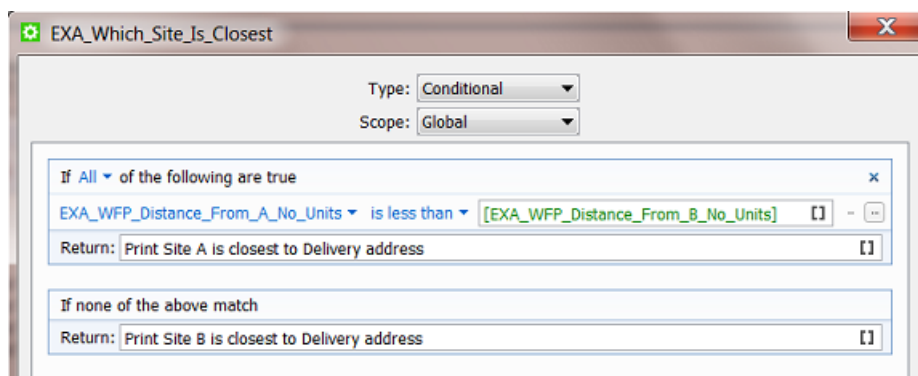 EXA_Which_Site_Is_Closest
Type: Conditional
Scope: Global
If All of the following are true
EXA_WFP_Distance_From_A_No_Units is less than [EXA_WFP_Distance_From_B_No_Units] [] - ...
Return: Print Site A is closest to Delivery address []
If none of the above match
Return: Print Site B is closest to Delivery address []